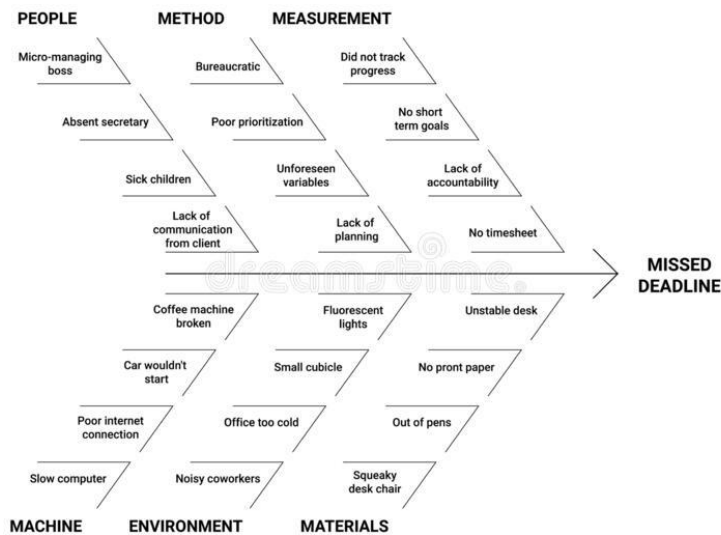 PEOPLE
METHOD
MEASUREMENT
Micro-managing
boss
Bureaucratic
Did not track
progress
Absent secretary
Poor prioritization
No short
term goals
Sick children
Unforeseen
variables
Lack of
accountability
Lack of
communication
from client
Lack of
planning
No timesheet
dreamstime.
MISSED
DEADLINE
Coffee machine
broken
Fluorescent
lights
Unstable desk
Car wouldn't
start
Small cubicle
No pront paper
Poor internet
connection
Office too cold
Out of pens
Slow computer
Noisy coworkers
Squeaky
desk chair
MACHINE
ENVIRONMENT
MATERIALS